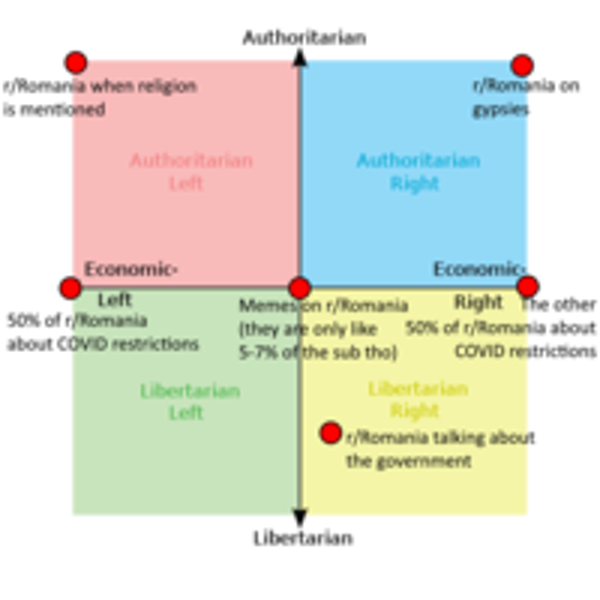 Authoritarian
r/Romania when religion
is mentioned
r/Romania on
gypsies
Authoritarian
Left
Authoritarian
Right
Economic-
Left
Economic-
Right
50% of r/Romania
about COVID restrictions
Memes on r/Romania
(they are only like
5-7% of the sub tho)
The other
50% of r/Romania about
COVID restrictions
Libertarian
Left
Libertarian
Right
r/Romania talking about
the government
Libertarian